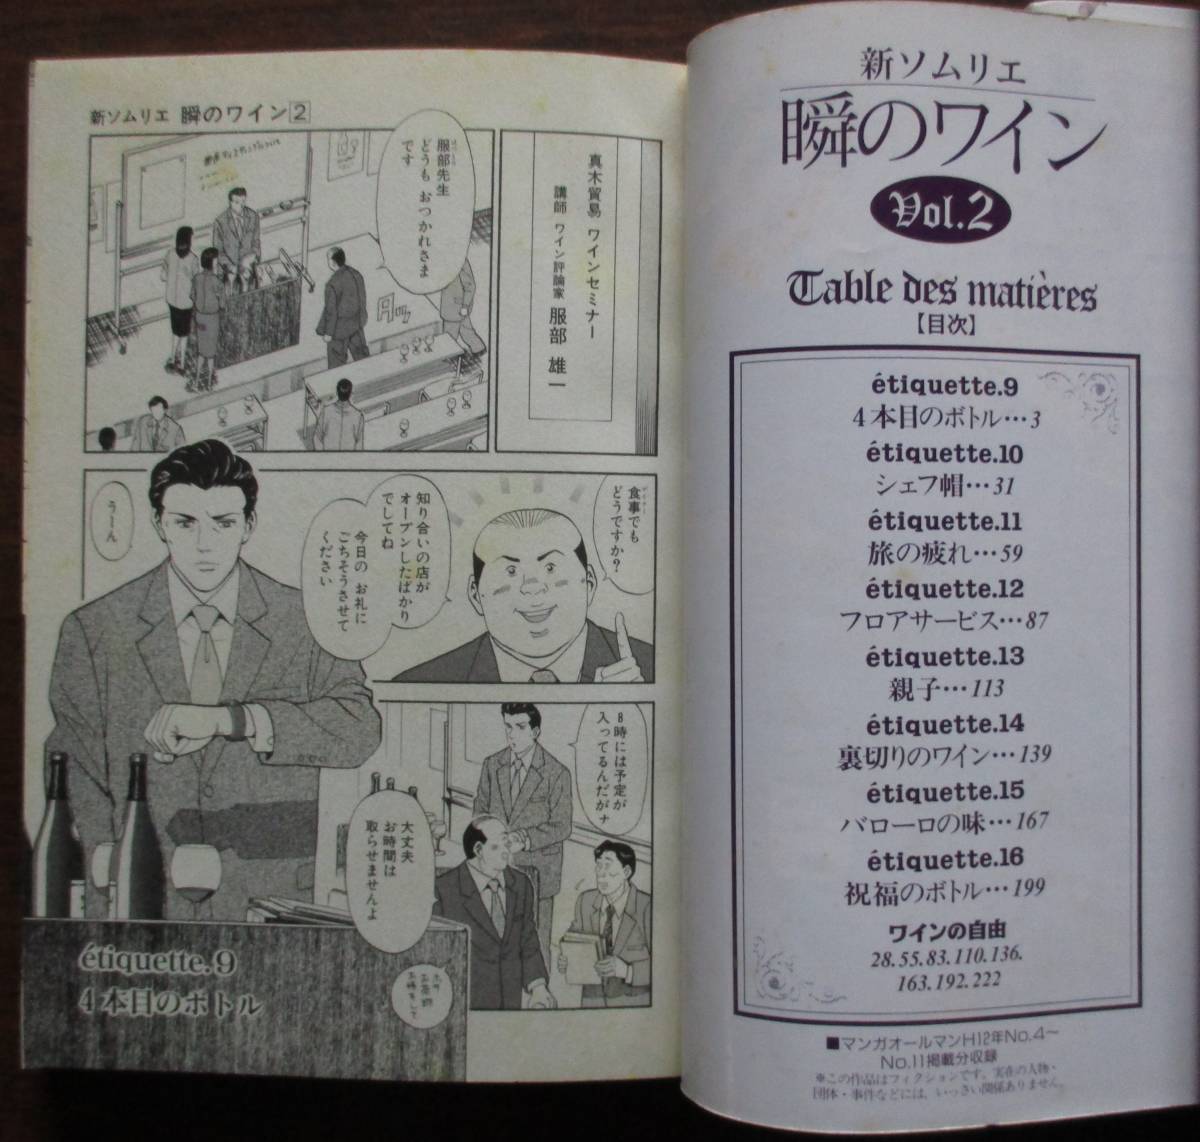 新ソムリエ
瞬のワイン
Vol.2
Table des matières
【目次】
étiquette.9
4本目のボトル…3
étiquette.10
シェフ帽…31
étiquette.11
旅の疲れ…59
étiquette.12
フロアサービス…87
étiquette.13
親子…113
étiquette.14
裏切りのワイン…139
étiquette.15
バローロの味…167
étiquette.16
祝福のボトル…199
ワインの自由
28.55.83.110.136.
163.192.222
■マンガオールマンH12年No.4〜
No.11掲載分収録
※この作品はフィクションです。実在の人物・
団体・事件などには、いっさい関係ありません。
新ソムリエ 瞬のワイン2
真木貿易 ワインセミナー
講師 ワイン評論家 服部 雄一
服部先生
どうも おつかれさま
です
食事でも
どうですか?
知り合いの店が
オープンしたばかり
でしてね
今日の お礼に
ごちそうさせて
ください
うーん
8時には予定が
入ってるんだがナ
大丈夫
お時間は
取らせませんよ
étiquette.9
4本目のボトル